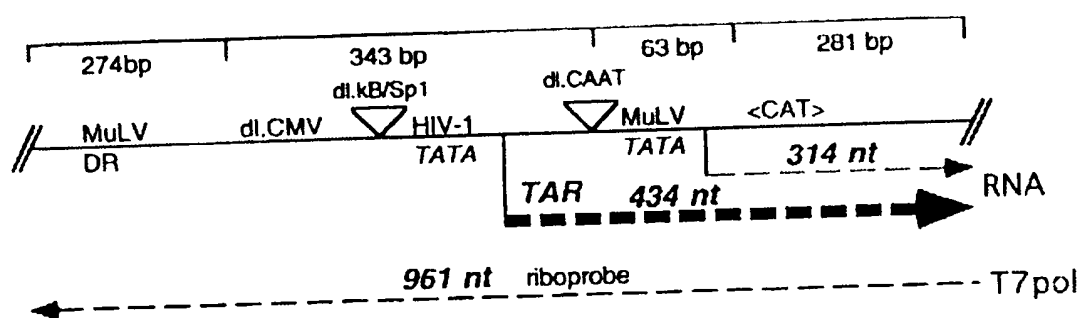 274bp 343 bp 63 bp 281 bp
dl.kB/Sp1 dl.CAAT
MuLV dl.CMV HIV-1 MuLV <CAT>
DR TATA TATA 314 nt
TAR 434 nt RNA
961 nt riboprobe T7pol